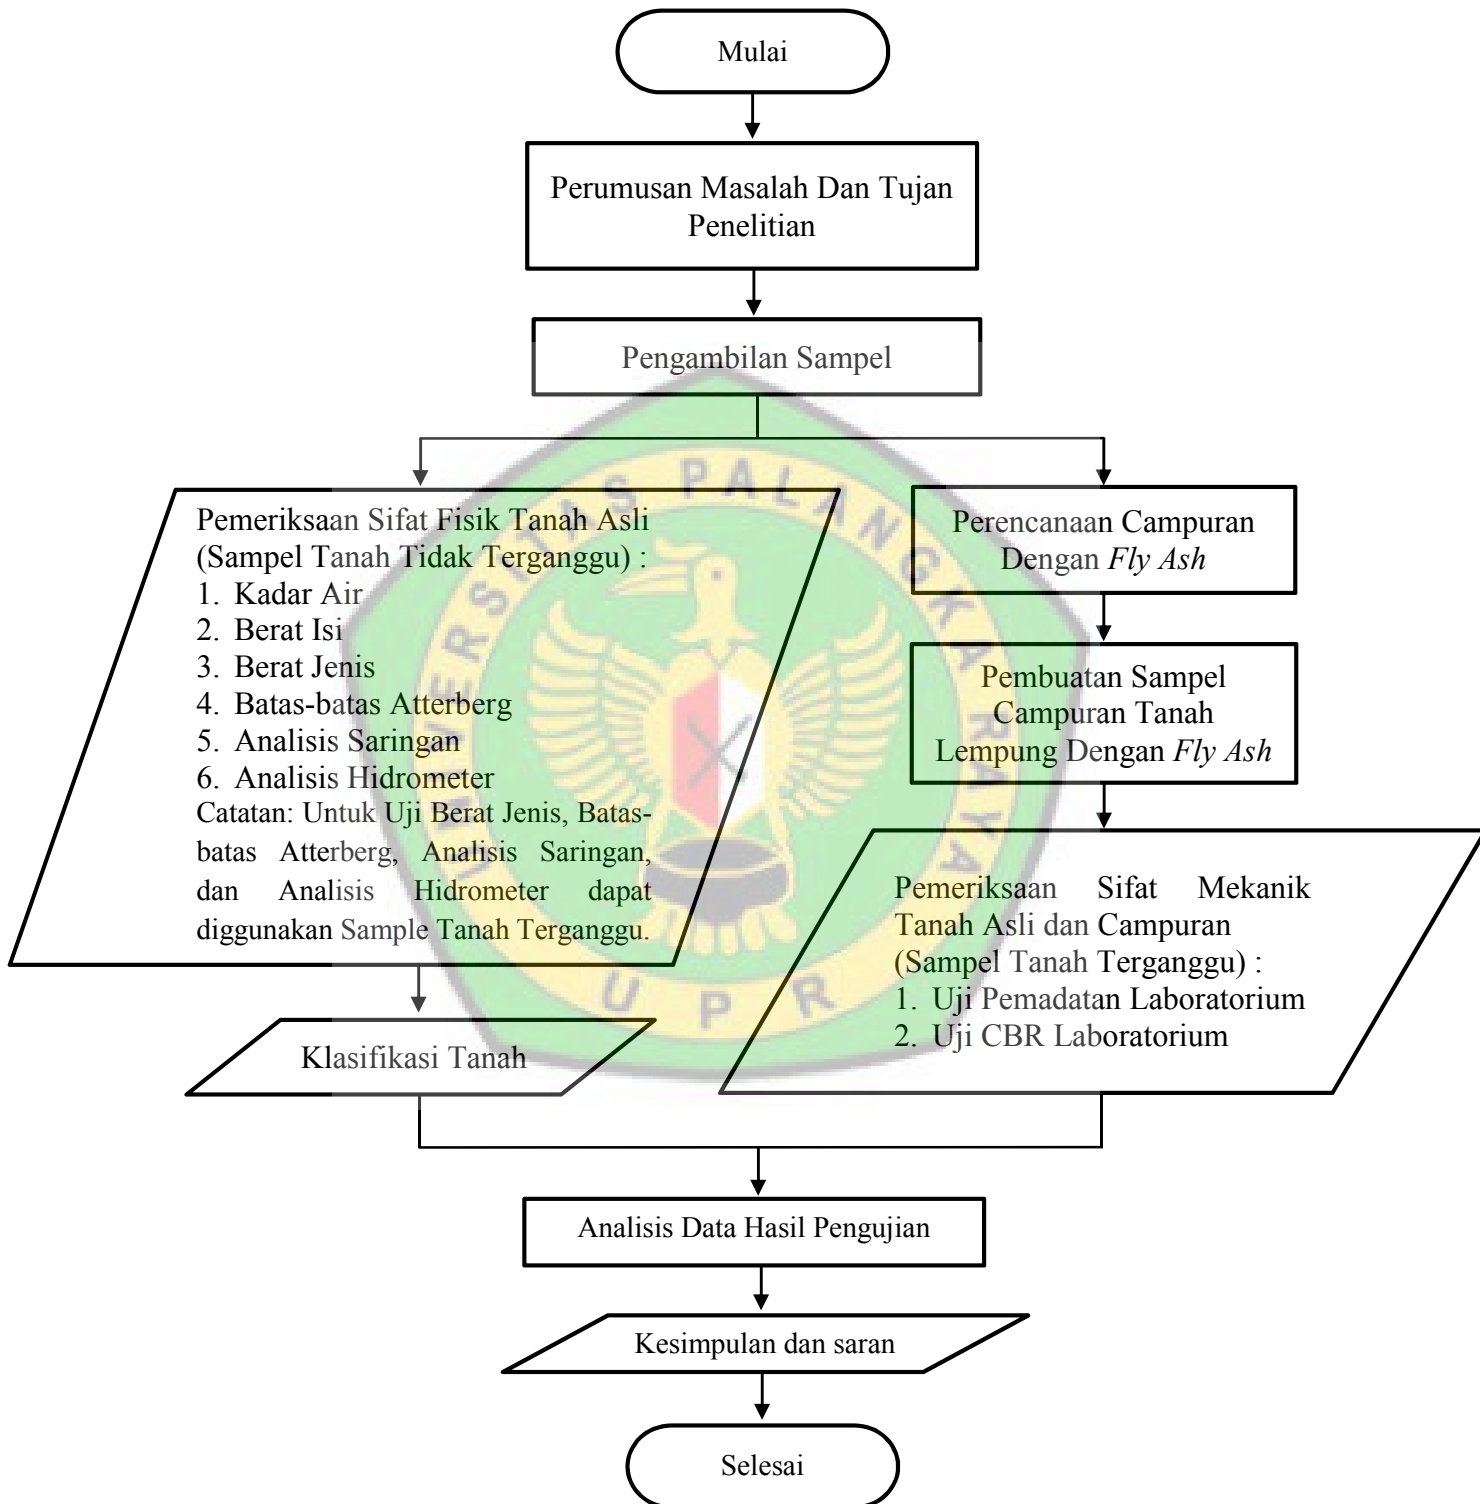 Mulai
Perumusan Masalah Dan Tujan
Penelitian
Pengambilan Sampel
Pemeriksaan Sifat Fisik Tanah Asli
(Sampel Tanah Tidak Terganggu) :
1. Kadar Air
2. Berat Isi
3. Berat Jenis
4. Batas-batas Atterberg
5. Analisis Saringan
6. Analisis Hidrometer
Catatan: Untuk Uji Berat Jenis, Batas-
batas Atterberg, Analisis Saringan,
dan Analisis Hidrometer dapat
diggunakan Sample Tanah Terganggu.
Klasifikasi Tanah
Perencanaan Campuran
Dengan Fly Ash
Pembuatan Sampel
Campuran Tanah
Lempung Dengan Fly Ash
Pemeriksaan Sifat Mekanik
Tanah Asli dan Campuran
(Sampel Tanah Terganggu) :
1. Uji Pemadatan Laboratorium
2. Uji CBR Laboratorium
Analisis Data Hasil Pengujian
Kesimpulan dan saran
Selesai
UNIVERSITAS PALANGKA RAYA
UPR